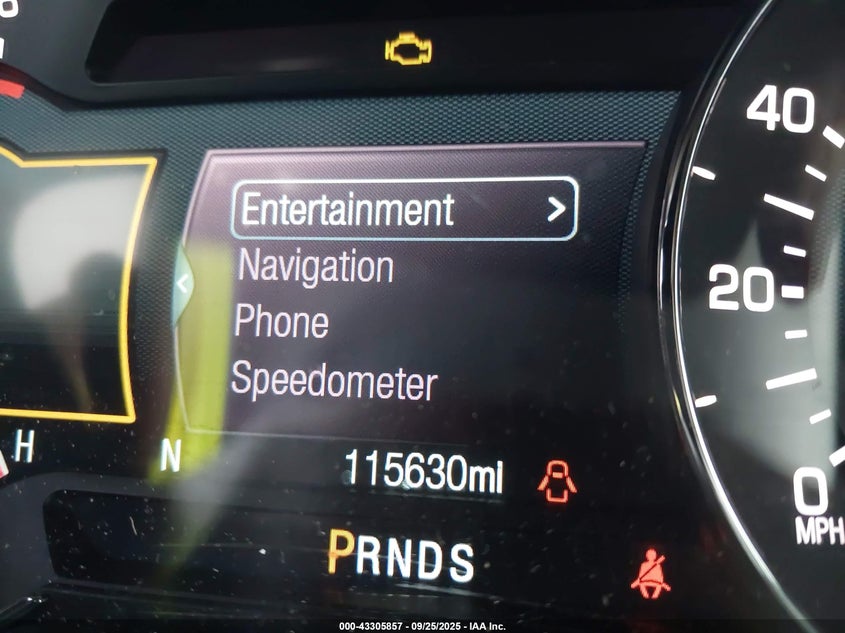 40
Entertainment >
Navigation
20
Phone
Speedometer
H
N
115630mi
0
MPH
PRNDS
000-43305857 - 09/25/2025 - IAA Inc.